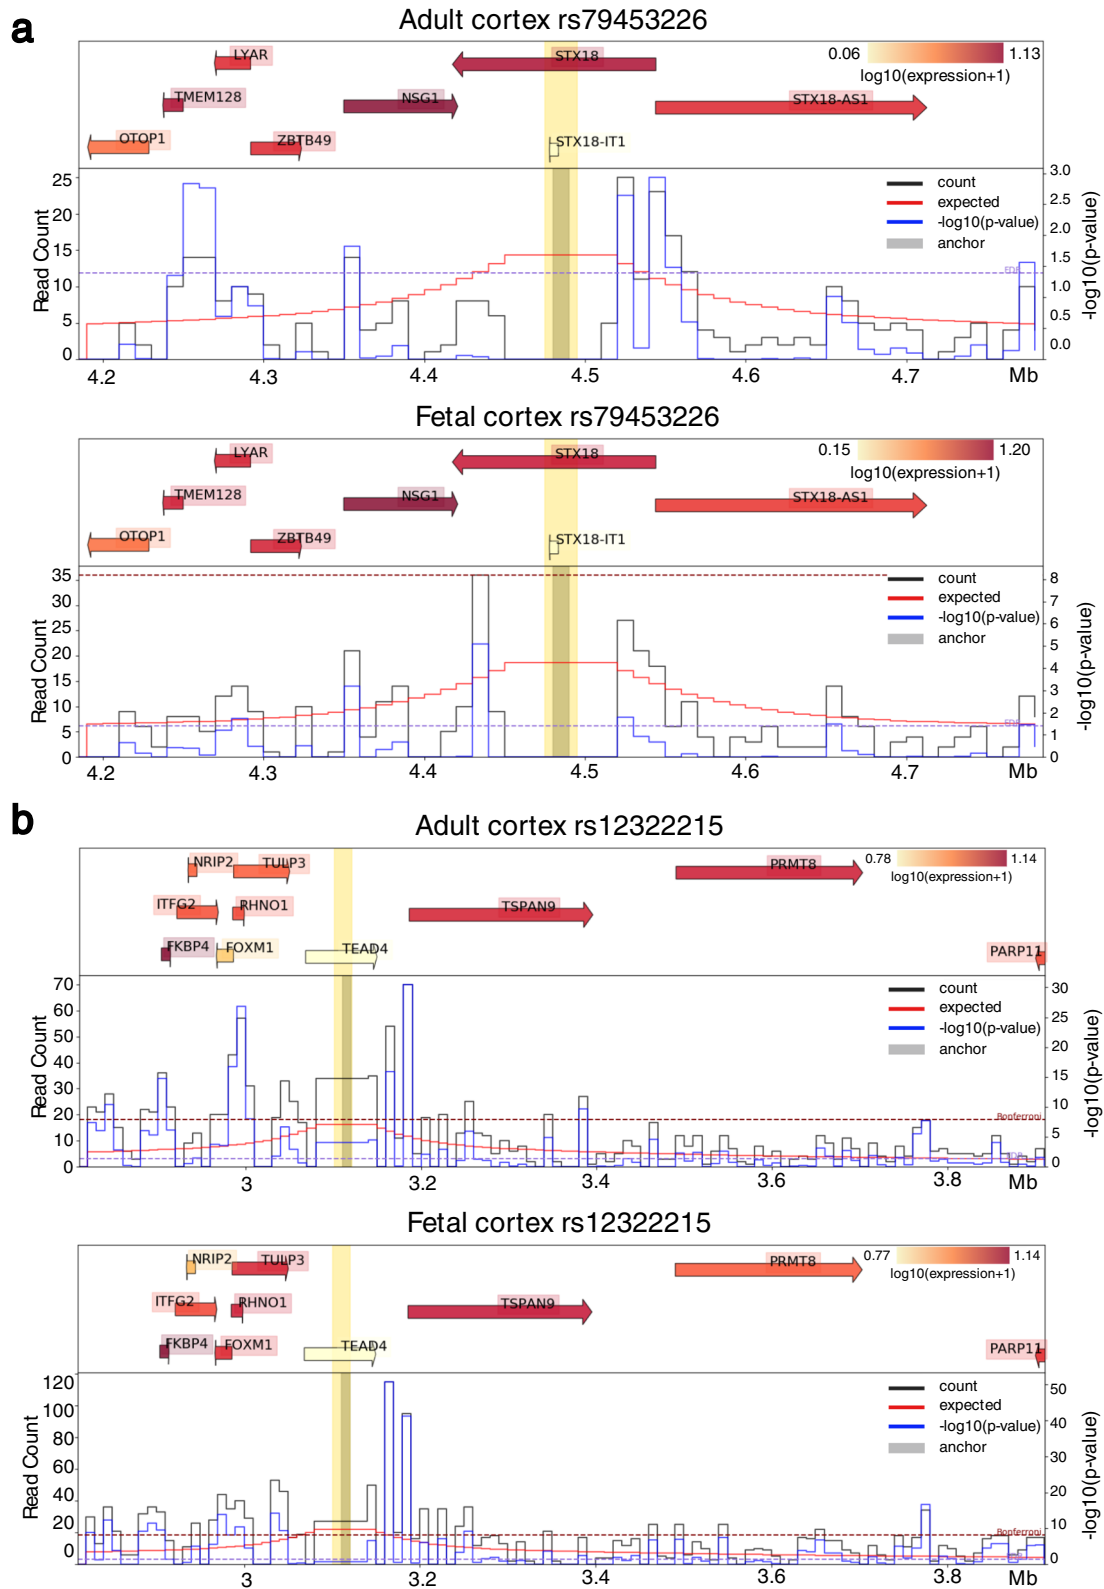 a
Adult cortex rs79453226
LYAR
STX18
0.06
1.13
log10(expression+1)
TMEM128
NSG1
STX18-AS1
OTOP1
ZBTB49
STX18-IT1
Read Count
25
20
15
10
5
0
count
expected
-log10(p-value)
anchor
FDR
3.0
2.5
2.0
1.5
1.0
0.5
0.0
-log10(p-value)
4.2
4.3
4.4
4.5
4.6
4.7
Mb
Fetal cortex rs79453226
LYAR
STX18
0.15
1.20
log10(expression+1)
TMEM128
NSG1
STX18-AS1
OTOP1
ZBTB49
STX18-IT1
Read Count
35
30
25
20
15
10
5
0
count
expected
-log10(p-value)
anchor
FDR
8
7
6
5
4
3
2
1
0
-log10(p-value)
4.2
4.3
4.4
4.5
4.6
4.7
Mb
b
Adult cortex rs12322215
NRIP2
TULP3
PRMT8
0.78
1.14
log10(expression+1)
ITFG2
RHNO1
TSPAN9
FKBP4
FOXM1
TEAD4
PARP11
Read Count
70
60
50
40
30
20
10
0
count
expected
-log10(p-value)
anchor
Bonferroni
FDR
30
25
20
15
10
5
0
-log10(p-value)
3
3.2
3.4
3.6
3.8
Mb
Fetal cortex rs12322215
NRIP2
TULP3
PRMT8
0.77
1.14
log10(expression+1)
ITFG2
RHNO1
TSPAN9
FKBP4
FOXM1
TEAD4
PARP11
Read Count
120
100
80
60
40
20
0
count
expected
-log10(p-value)
anchor
Bonferroni
50
40
30
20
10
0
-log10(p-value)
3
3.2
3.4
3.6
3.8
Mb